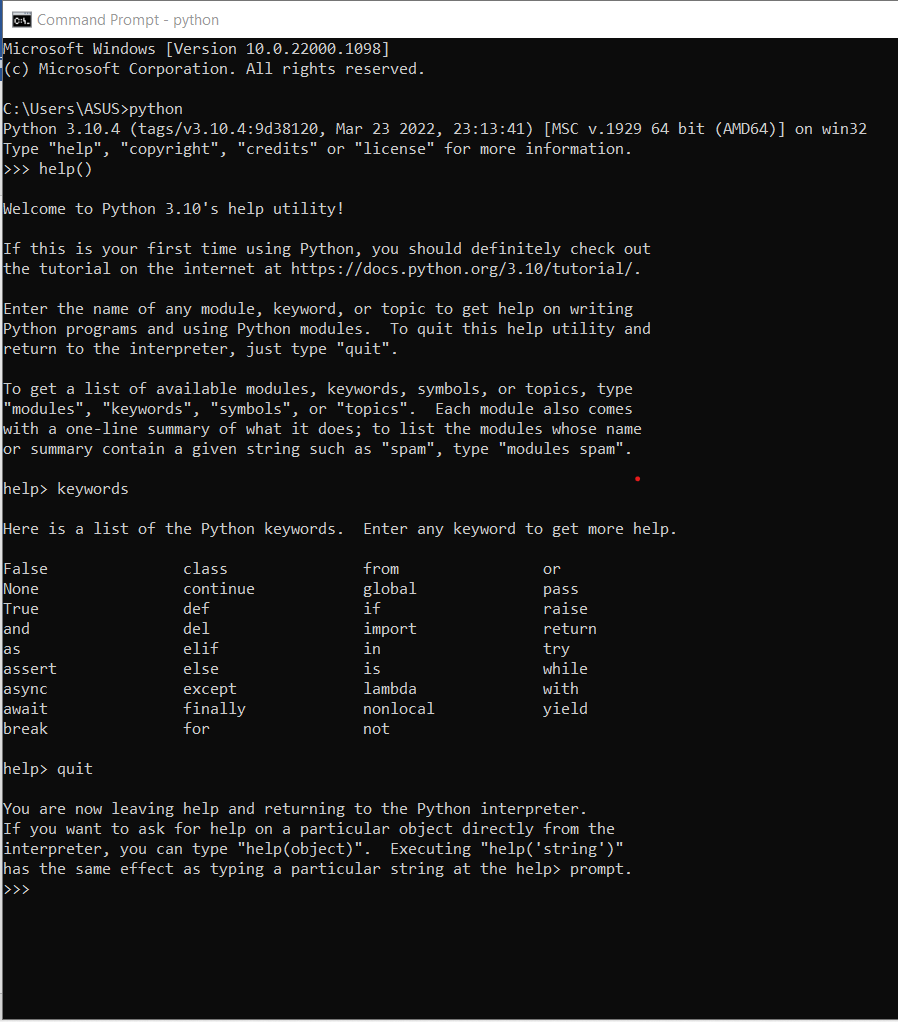 Command Prompt - python
Microsoft Windows [Version 10.0.22000.1098]
(c) Microsoft Corporation. All rights reserved.
C:\Users\ASUS>python
Python 3.10.4 (tags/v3.10.4:9d38120, Mar 23 2022, 23:13:41) [MSC v.1929 64 bit (AMD64)] on win32
Type "help", "copyright", "credits" or "license" for more information.
>>> help()
Welcome to Python 3.10's help utility!
If this is your first time using Python, you should definitely check out
the tutorial on the internet at https://docs.python.org/3.10/tutorial/.
Enter the name of any module, keyword, or topic to get help on writing
Python programs and using Python modules.  To quit this help utility and
return to the interpreter, just type "quit".
To get a list of available modules, keywords, symbols, or topics, type
"modules", "keywords", "symbols", or "topics".  Each module also comes
with a one-line summary of what it does; to list the modules whose name
or summary contain a given string such as "spam", type "modules spam".
help> keywords
Here is a list of the Python keywords.  Enter any keyword to get more help.
False               class               from                or
None                continue            global              pass
True                def                 if                  raise
and                 del                 import              return
as                  elif                in                  try
assert              else                is                  while
async               except              lambda              with
await               finally             nonlocal            yield
break               for                 not
help> quit
You are now leaving help and returning to the Python interpreter.
If you want to ask for help on a particular object directly from the
interpreter, you can type "help(object)".  Executing "help('string')"
has the same effect as typing a particular string at the help> prompt.
>>>